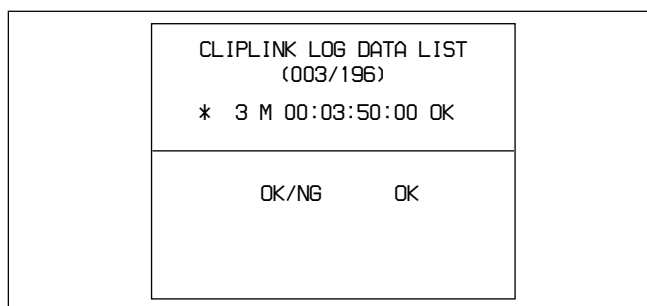 CLIPLINK LOG DATA LIST
(003/196)
* 3 M 00:03:50:00 OK
OK/NG OK